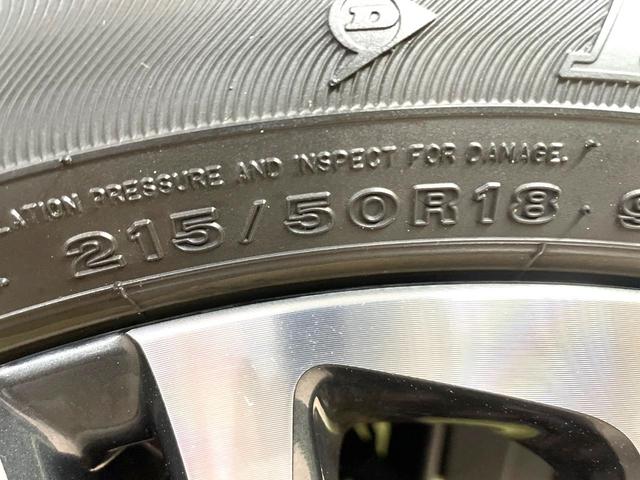 D
LATION PRESSURE AND INSPECT FOR DAMAGE.
215/50R18